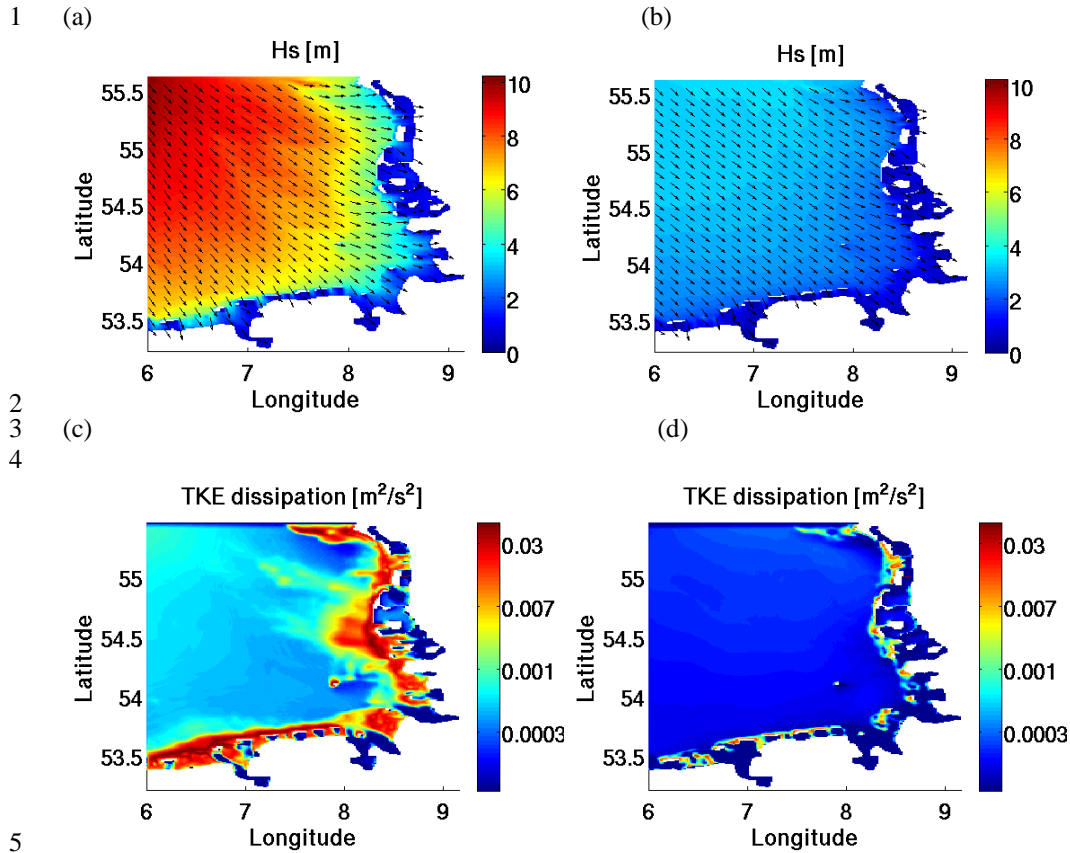 1 (a) (b)
Hs [m] Hs [m]
55.5 10 55.5 10
55 8 55 8
54.5 6 54.5 6
54 4 54 4
53.5 2 53.5 2
0 0
Latitude Latitude
6 7 8 9 6 7 8 9
Longitude Longitude
2
3 (c) (d)
4
TKE dissipation [m²/s²] TKE dissipation [m²/s²]
0.03 0.03
55 55
0.007 0.007
54.5 54.5
0.001 0.001
54 54
0.0003 0.0003
53.5 53.5
Latitude Latitude
6 7 8 9 6 7 8 9
Longitude Longitude
5